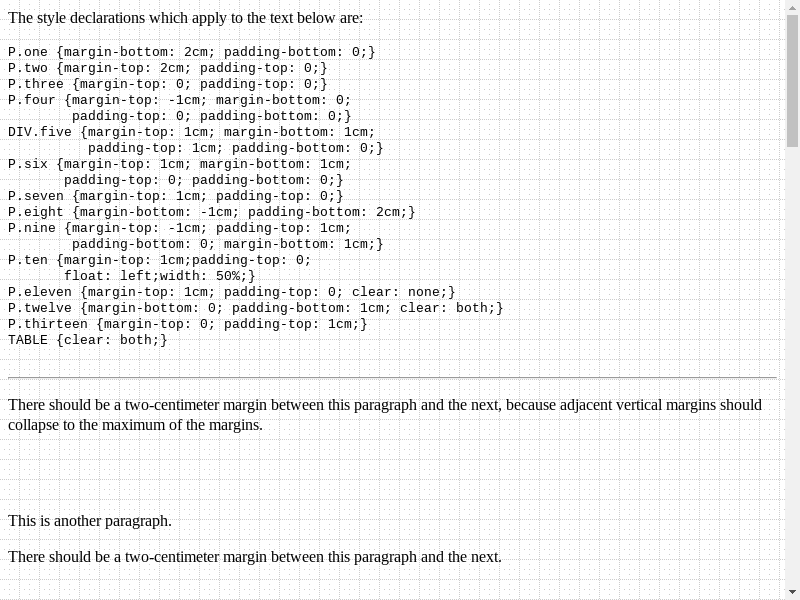 The style declarations which apply to the text below are:
P.one {margin-bottom: 2cm; padding-bottom: 0;}
P.two {margin-top: 2cm; padding-top: 0;}
P.three {margin-top: 0; padding-top: 0;}
P.four {margin-top: -1cm; margin-bottom: 0;
padding-top: 0; padding-bottom: 0;}
DIV.five {margin-top: 1cm; margin-bottom: 1cm;
padding-top: 1cm; padding-bottom: 0;}
P.six {margin-top: 1cm; margin-bottom: 1cm;
padding-top: 0; padding-bottom: 0;}
P.seven {margin-top: 1cm; padding-top: 0;}
P.eight {margin-bottom: -1cm; padding-bottom: 2cm;}
P.nine {margin-top: -1cm; padding-top: 1cm;
padding-bottom: 0; margin-bottom: 1cm;}
P.ten {margin-top: 1cm;padding-top: 0;
float: left;width: 50%;}
P.eleven {margin-top: 1cm; padding-top: 0; clear: none;}
P.twelve {margin-bottom: 0; padding-bottom: 1cm; clear: both;}
P.thirteen {margin-top: 0; padding-top: 1cm;}
TABLE {clear: both;}
There should be a two-centimeter margin between this paragraph and the next, because adjacent vertical margins should
collapse to the maximum of the margins.
This is another paragraph.
There should be a two-centimeter margin between this paragraph and the next.